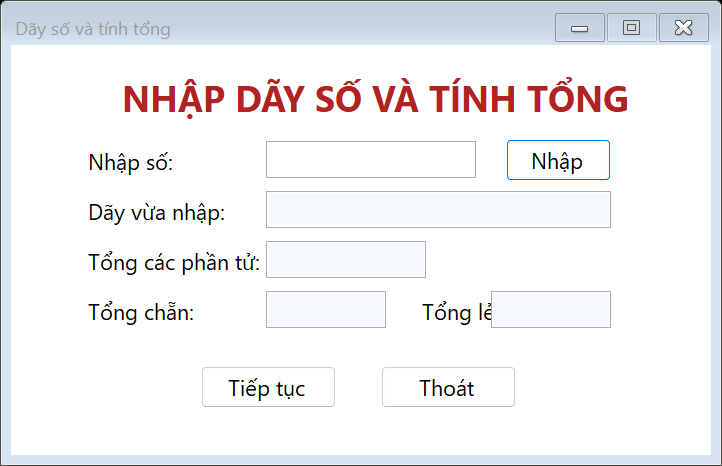 Dãy số và tính tổng
NHẬP DÃY SỐ VÀ TÍNH TỔNG
Nhập số: Nhập
Dãy vừa nhập:
Tổng các phần tử:
Tổng chẵn: Tổng lẻ
Tiếp tục Thoát